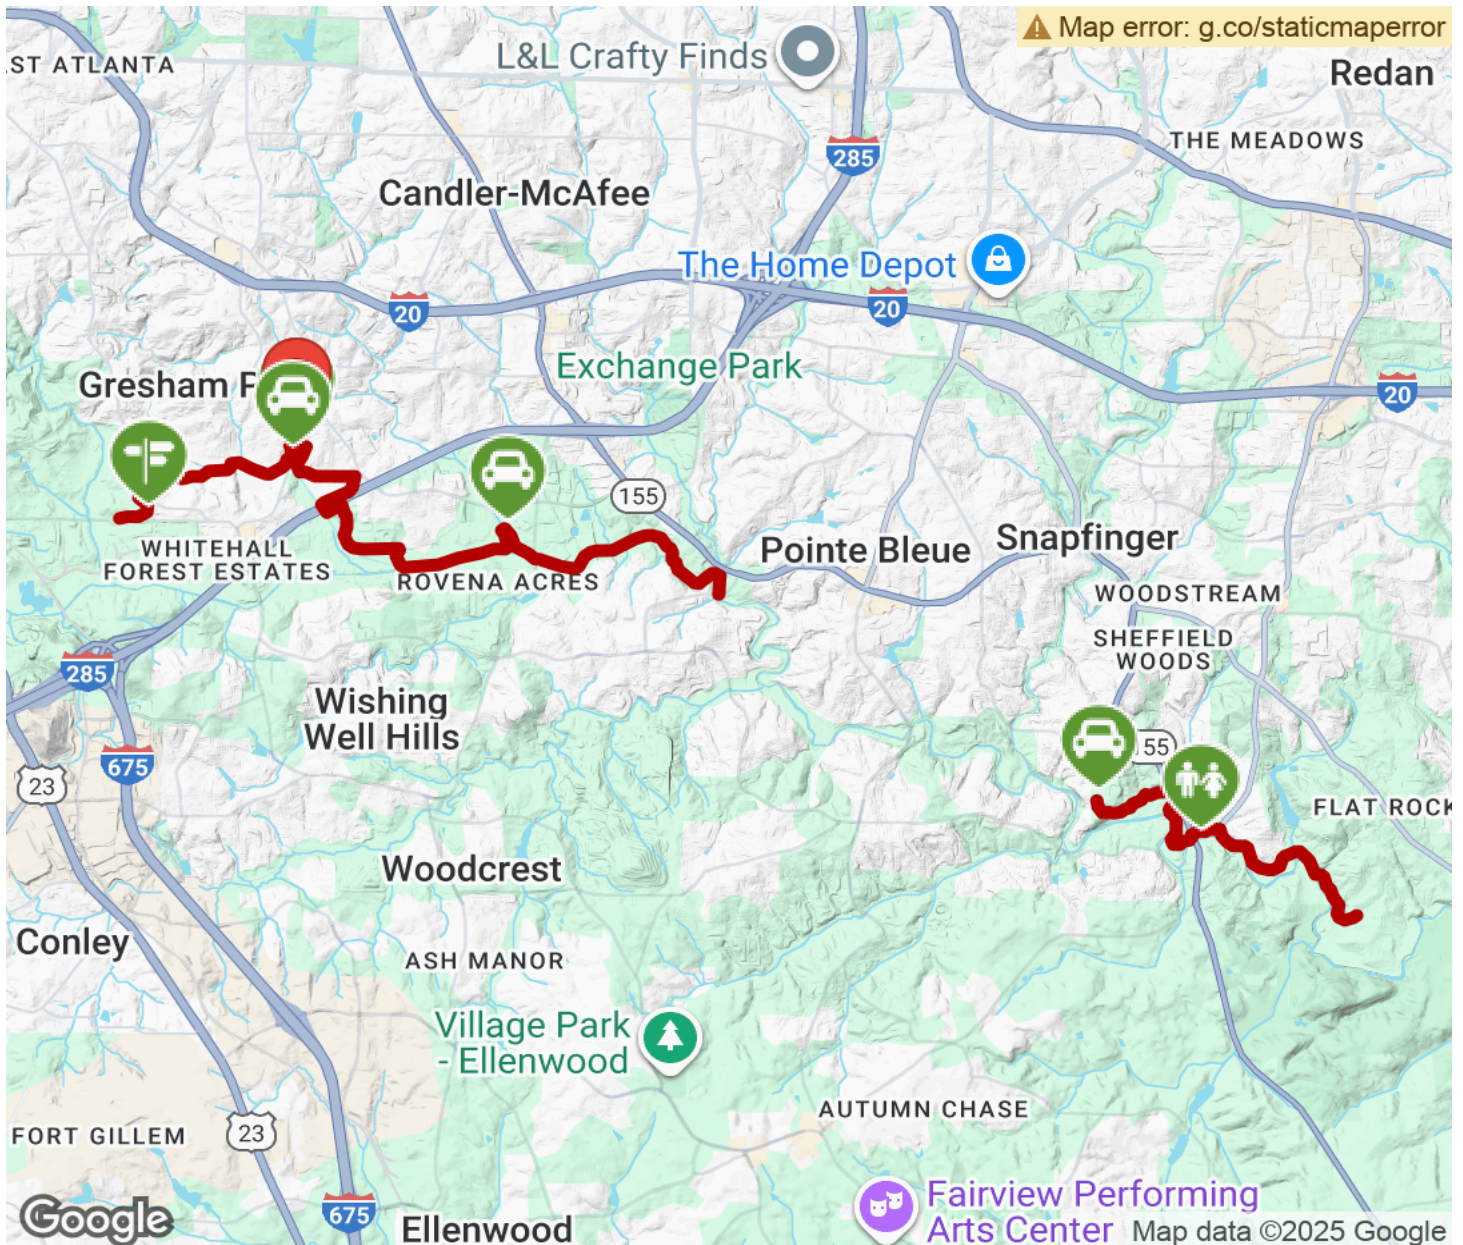 Map error: g.co/staticmaperror
L&L Crafty Finds
ST ATLANTA
Redan
THE MEADOWS
285
Candler-McAfee
The Home Depot
20
20
Exchange Park
Gresham P
20
155
WHITEHALL
FOREST ESTATES
ROVENA ACRES
Pointe Bleue
Snapfinger
WOODSTREAM
SHEFFIELD
WOODS
285
Wishing
Well Hills
675
23
55
FLAT ROCK
Woodcrest
Conley
ASH MANOR
Village Park
- Ellenwood
AUTUMN CHASE
FORT GILLEM
23
675
Google
Ellenwood
Fairview Performing
Arts Center
Map data ©2025 Google